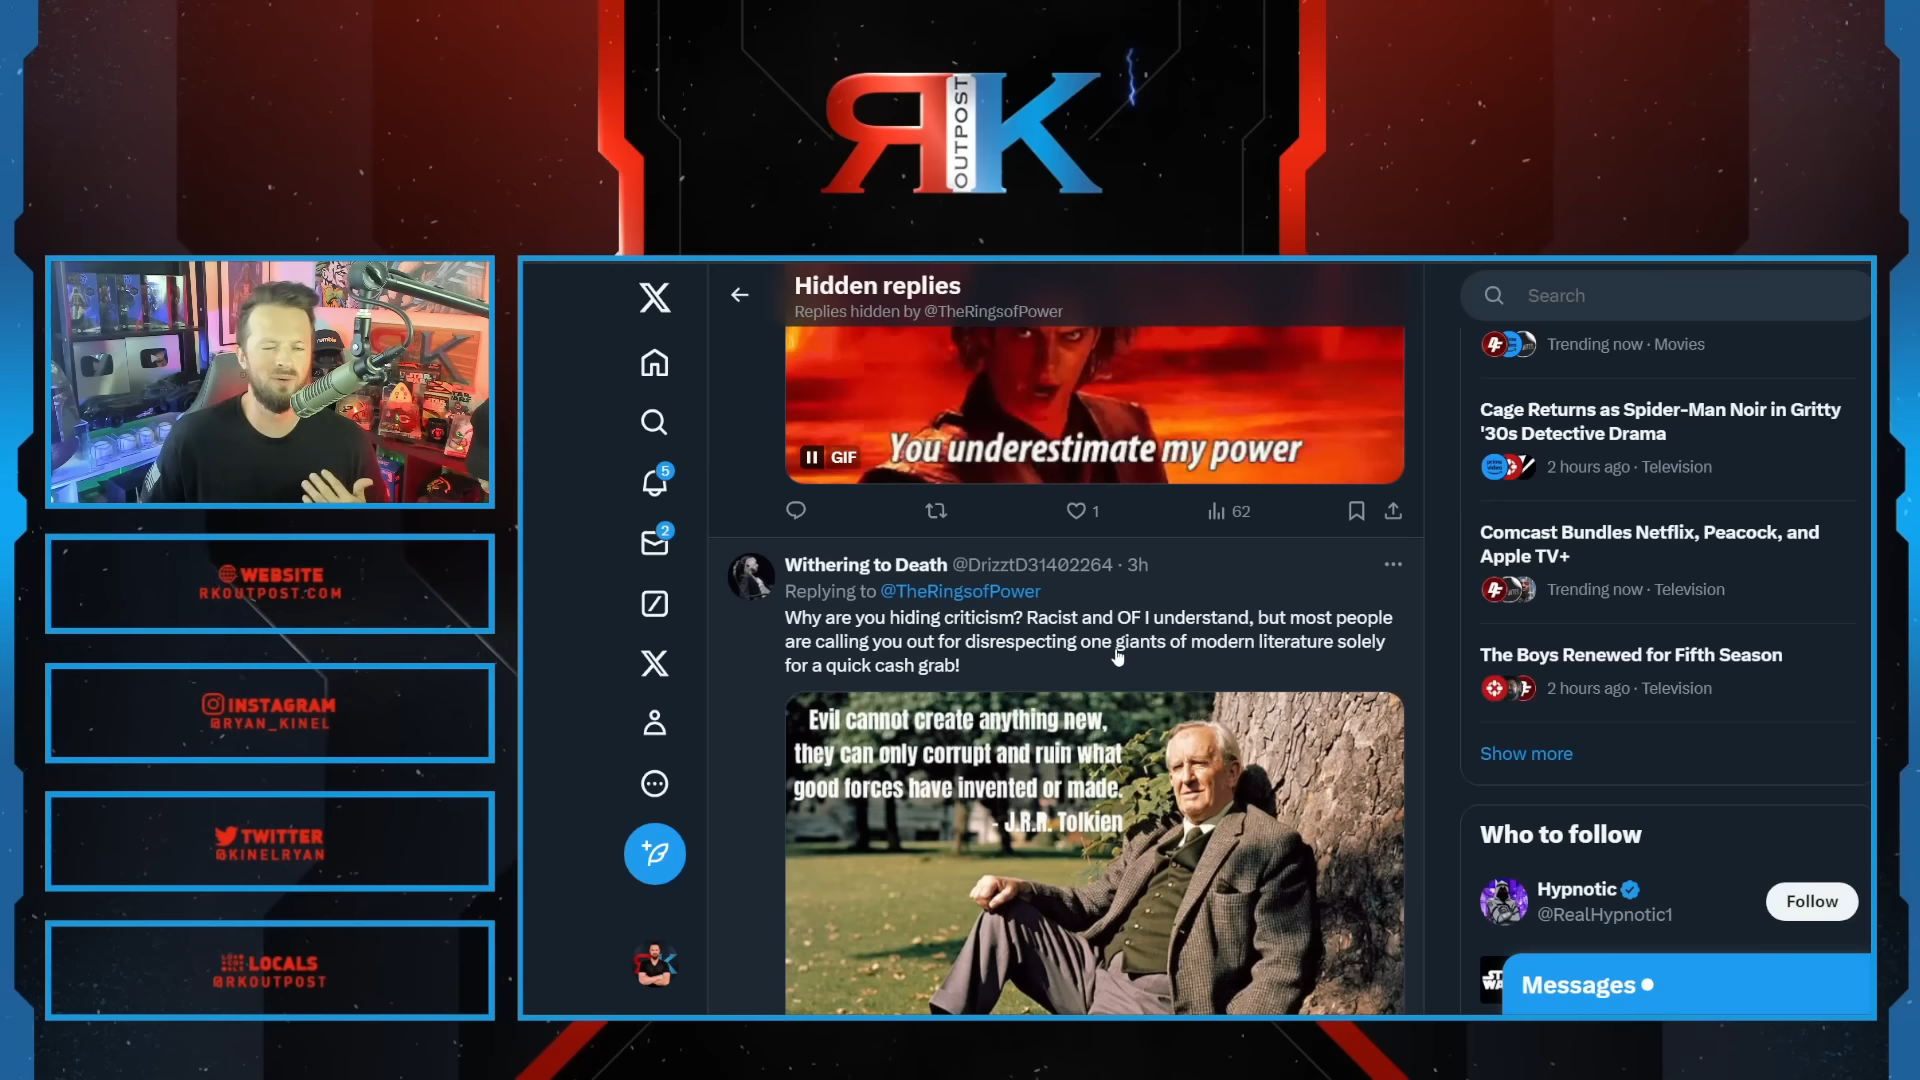 RK
OUTPOST
WEBSITE
RKOUTPOST.COM
INSTAGRAM
@RYAN_KINEL
TWITTER
@KINELRYAN
LOCALS
@RKOUTPOST
Hidden replies
Replies hidden by @TheRingsofPower
GIF
You underestimate my power
1
62
5
2
Withering to Death @DrizztD31402264 · 3h
Replying to @TheRingsofPower
Why are you hiding criticism? Racist and OF I understand, but most people
are calling you out for disrespecting one giants of modern literature solely
for a quick cash grab!
Evil cannot create anything new,
they can only corrupt and ruin what
good forces have invented or made.
- J.R.R. Tolkien
Search
Trending now · Movies
Cage Returns as Spider-Man Noir in Gritty
'30s Detective Drama
2 hours ago · Television
Comcast Bundles Netflix, Peacock, and
Apple TV+
Trending now · Television
The Boys Renewed for Fifth Season
2 hours ago · Television
Show more
Who to follow
Hypnotic
@RealHypnotic1
Follow
Messages